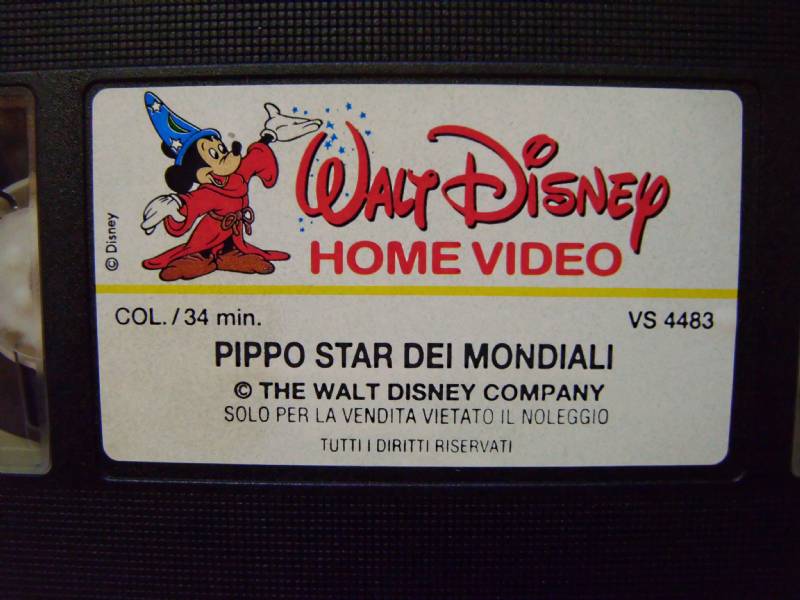 © Disney
WALT DISNEY
HOME VIDEO
COL. / 34 min.
VS 4483
PIPPO STAR DEI MONDIALI
© THE WALT DISNEY COMPANY
SOLO PER LA VENDITA VIETATO IL NOLEGGIO
TUTTI I DIRITTI RISERVATI